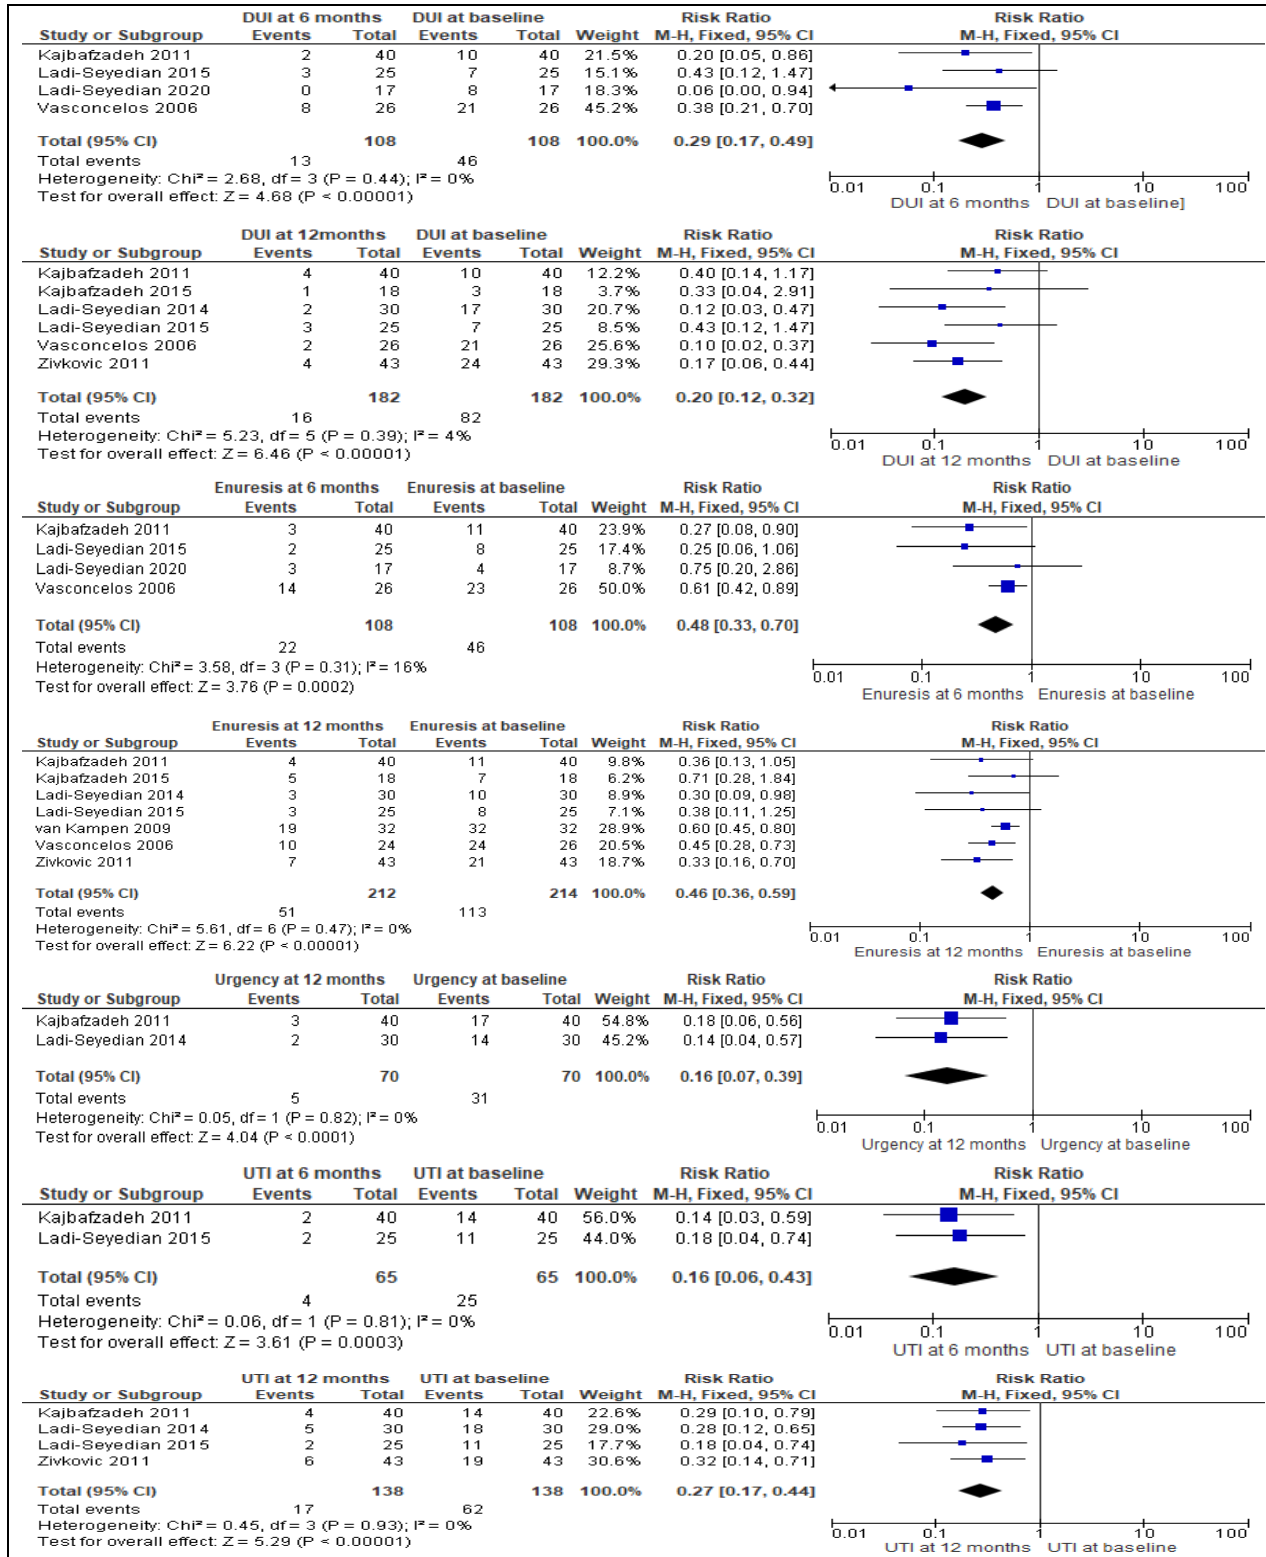 DUI at 6 months DUI at baseline Risk Ratio Risk Ratio
Study or Subgroup Events Total Events Total Weight M-H, Fixed, 95% CI M-H, Fixed, 95% CI
Kajbafzadeh 2011 2 40 10 40 21.5% 0.20 [0.05, 0.86]
Ladi-Seyedian 2015 3 25 7 25 15.1% 0.43 [0.12, 1.47]
Ladi-Seyedian 2020 0 17 8 17 18.3% 0.06 [0.00, 0.94]
Vasconcelos 2006 8 26 21 26 45.2% 0.38 [0.21, 0.70]
Total (95% CI) 108 108 100.0% 0.29 [0.17, 0.49]
Total events 13 46
Heterogeneity: Chi² = 2.68, df = 3 (P = 0.44); I² = 0%
Test for overall effect: Z = 4.68 (P < 0.00001)
0.01 0.1 1 10 100
DUI at 6 months DUI at baseline]
DUI at 12months DUI at baseline Risk Ratio Risk Ratio
Study or Subgroup Events Total Events Total Weight M-H, Fixed, 95% CI M-H, Fixed, 95% CI
Kajbafzadeh 2011 4 40 10 40 12.2% 0.40 [0.14, 1.17]
Kajbafzadeh 2015 1 18 3 18 3.7% 0.33 [0.04, 2.91]
Ladi-Seyedian 2014 2 30 17 30 20.7% 0.12 [0.03, 0.47]
Ladi-Seyedian 2015 3 25 7 25 8.5% 0.43 [0.12, 1.47]
Vasconcelos 2006 2 26 21 26 25.6% 0.10 [0.02, 0.37]
Zivkovic 2011 4 43 24 43 29.3% 0.17 [0.06, 0.44]
Total (95% CI) 182 182 100.0% 0.20 [0.12, 0.32]
Total events 16 82
Heterogeneity: Chi² = 5.23, df = 5 (P = 0.39); I² = 4%
Test for overall effect: Z = 6.46 (P < 0.00001)
0.01 0.1 1 10 100
DUI at 12 months DUI at baseline
Enuresis at 6 months Enuresis at baseline Risk Ratio Risk Ratio
Study or Subgroup Events Total Events Total Weight M-H, Fixed, 95% CI M-H, Fixed, 95% CI
Kajbafzadeh 2011 3 40 11 40 23.9% 0.27 [0.08, 0.90]
Ladi-Seyedian 2015 2 25 8 25 17.4% 0.25 [0.06, 1.06]
Ladi-Seyedian 2020 3 17 4 17 8.7% 0.75 [0.20, 2.86]
Vasconcelos 2006 14 26 23 26 50.0% 0.61 [0.42, 0.89]
Total (95% CI) 108 108 100.0% 0.48 [0.33, 0.70]
Total events 22 46
Heterogeneity: Chi² = 3.58, df = 3 (P = 0.31); I² = 16%
Test for overall effect: Z = 3.76 (P = 0.0002)
0.01 0.1 1 10 100
Enuresis at 6 months Enuresis at baseline
Enuresis at 12 months Enuresis at baseline Risk Ratio Risk Ratio
Study or Subgroup Events Total Events Total Weight M-H, Fixed, 95% CI M-H, Fixed, 95% CI
Kajbafzadeh 2011 4 40 11 40 9.8% 0.36 [0.13, 1.05]
Kajbafzadeh 2015 5 18 7 18 6.2% 0.71 [0.28, 1.84]
Ladi-Seyedian 2014 3 30 10 30 8.9% 0.30 [0.09, 0.98]
Ladi-Seyedian 2015 3 25 8 25 7.1% 0.38 [0.11, 1.25]
van Kampen 2009 19 32 32 32 28.9% 0.60 [0.45, 0.80]
Vasconcelos 2006 10 24 24 26 20.5% 0.45 [0.28, 0.73]
Zivkovic 2011 7 43 21 43 18.7% 0.33 [0.16, 0.70]
Total (95% CI) 212 214 100.0% 0.46 [0.36, 0.59]
Total events 51 113
Heterogeneity: Chi² = 5.61, df = 6 (P = 0.47); I² = 0%
Test for overall effect: Z = 6.22 (P < 0.00001)
0.01 0.1 1 10 100
Enuresis at 12 months Enuresis at baseline
Urgency at 12 months Urgency at baseline Risk Ratio Risk Ratio
Study or Subgroup Events Total Events Total Weight M-H, Fixed, 95% CI M-H, Fixed, 95% CI
Kajbafzadeh 2011 3 40 17 40 54.8% 0.18 [0.06, 0.56]
Ladi-Seyedian 2014 2 30 14 30 45.2% 0.14 [0.04, 0.57]
Total (95% CI) 70 70 100.0% 0.16 [0.07, 0.39]
Total events 5 31
Heterogeneity: Chi² = 0.05, df = 1 (P = 0.82); I² = 0%
Test for overall effect: Z = 4.04 (P < 0.0001)
0.01 0.1 1 10 100
Urgency at 12 months Urgency at baseline
UTI at 6 months UTI at baseline Risk Ratio Risk Ratio
Study or Subgroup Events Total Events Total Weight M-H, Fixed, 95% CI M-H, Fixed, 95% CI
Kajbafzadeh 2011 2 40 14 40 56.0% 0.14 [0.03, 0.59]
Ladi-Seyedian 2015 2 25 11 25 44.0% 0.18 [0.04, 0.74]
Total (95% CI) 65 65 100.0% 0.16 [0.06, 0.43]
Total events 4 25
Heterogeneity: Chi² = 0.06, df = 1 (P = 0.81); I² = 0%
Test for overall effect: Z = 3.61 (P = 0.0003)
0.01 0.1 1 10 100
UTI at 6 months UTI at baseline
UTI at 12 months UTI at baseline Risk Ratio Risk Ratio
Study or Subgroup Events Total Events Total Weight M-H, Fixed, 95% CI M-H, Fixed, 95% CI
Kajbafzadeh 2011 4 40 14 40 22.6% 0.29 [0.10, 0.79]
Ladi-Seyedian 2014 5 30 18 30 29.0% 0.28 [0.12, 0.65]
Ladi-Seyedian 2015 2 25 11 25 17.7% 0.18 [0.04, 0.74]
Zivkovic 2011 6 43 19 43 30.6% 0.32 [0.14, 0.71]
Total (95% CI) 138 138 100.0% 0.27 [0.17, 0.44]
Total events 17 62
Heterogeneity: Chi² = 0.45, df = 3 (P = 0.93); I² = 0%
Test for overall effect: Z = 5.29 (P < 0.00001)
0.01 0.1 1 10 100
UTI at 12 months UTI at baseline